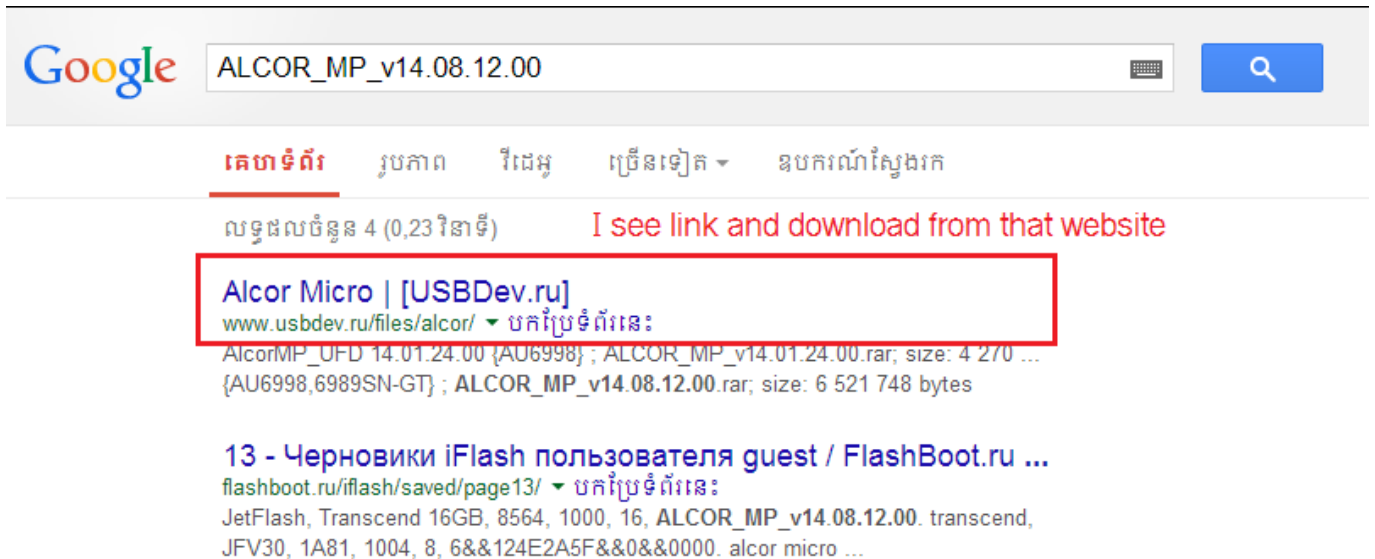 Google ALCOR_MP_v14.08.12.00
គេហទំព័រ រូបភាព វីដេអូ ច្រើនទៀត ឧបករណ៍ស្វែងរក
លទ្ធផលចំនួន 4 (0,23 វិនាទី) I see link and download from that website
Alcor Micro | [USBDev.ru]
www.usbdev.ru/files/alcor/ បកប្រែទំព័រនេះ
AlcorMP_UFD 14.01.24.00 {AU6998} ; ALCOR_MP_v14.01.24.00.rar; size: 4 270 ...
{AU6998,6989SN-GT} ; ALCOR_MP_v14.08.12.00.rar; size: 6 521 748 bytes
13 - Черновики iFlash пользователя guest / FlashBoot.ru ...
flashboot.ru/iflash/saved/page13/ បកប្រែទំព័រនេះ
JetFlash, Transcend 16GB, 8564, 1000, 16, ALCOR_MP_v14.08.12.00. transcend,
JFV30, 1A81, 1004, 8, 6&&124E2A5F&&0&&0000. alcor micro ...